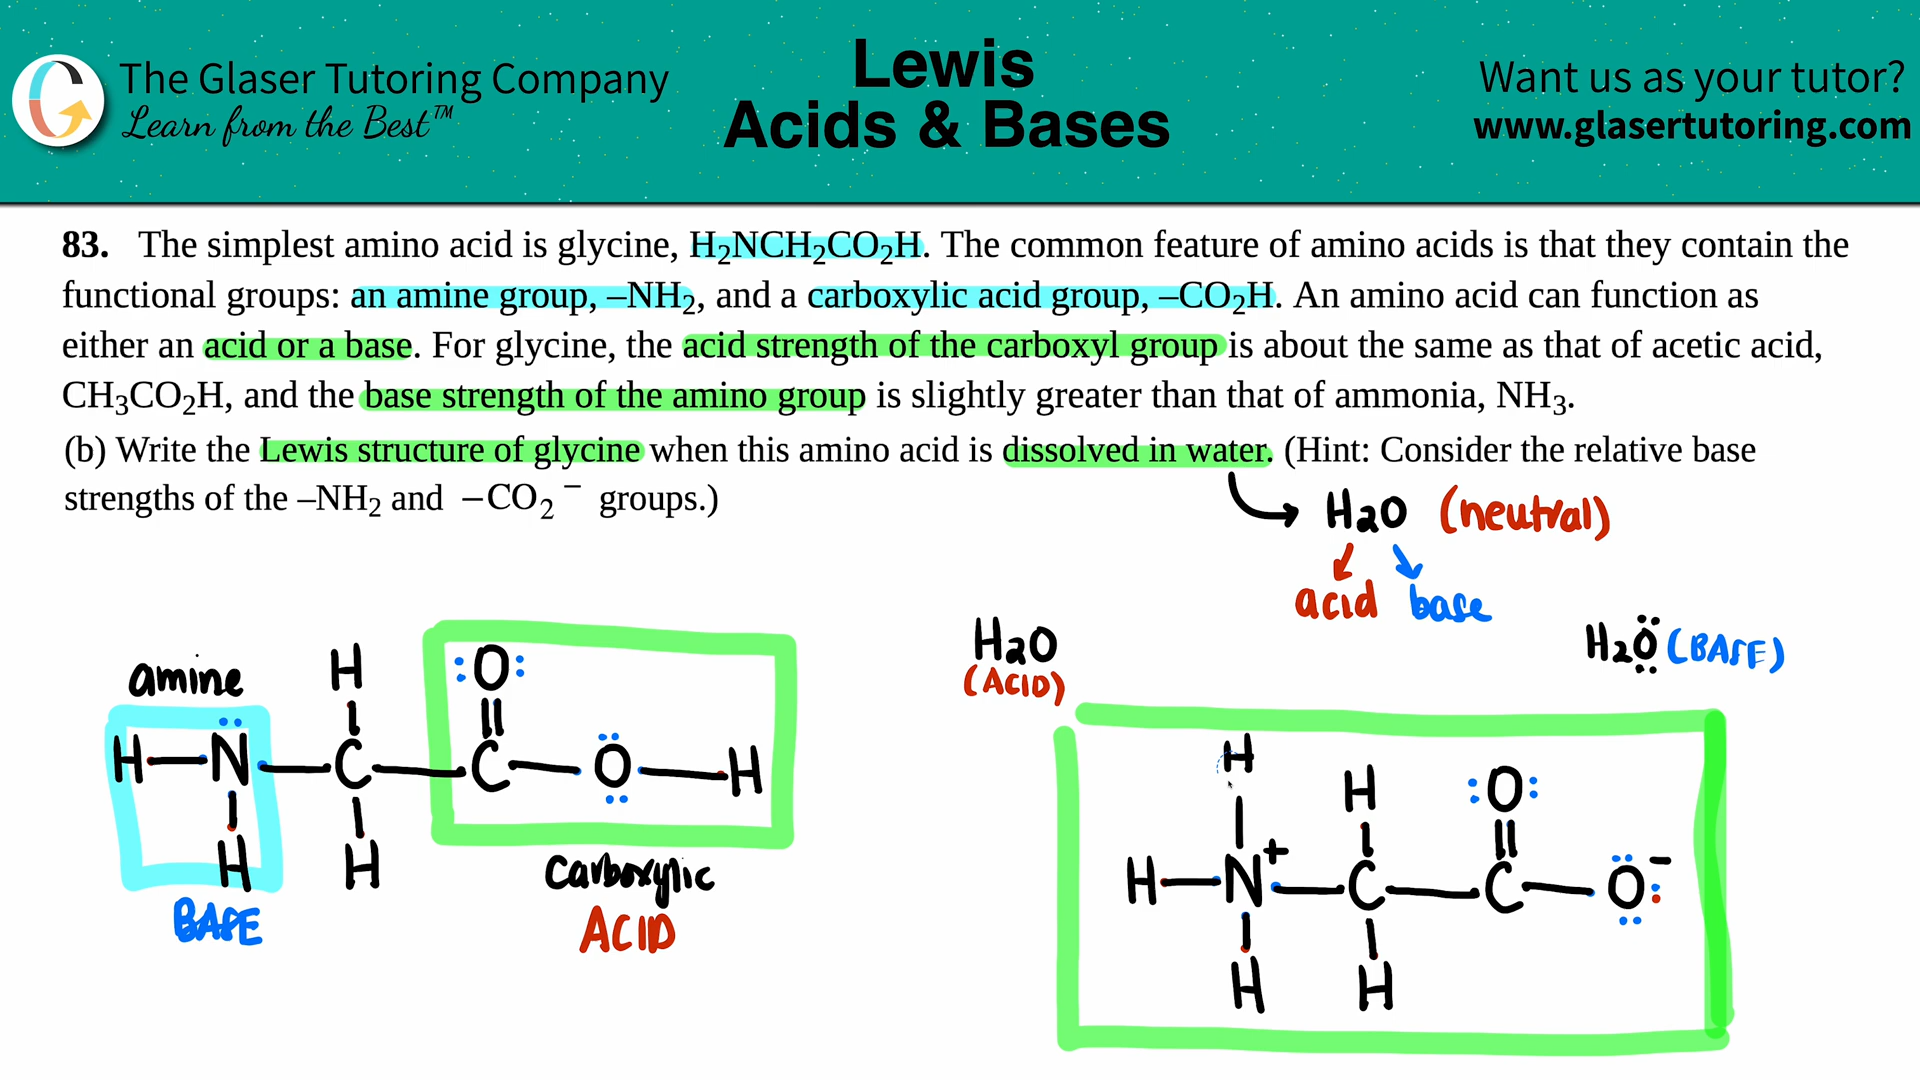 The Glaser Tutoring Company
Learn from the Best™
Lewis
Acids & Bases
Want us as your tutor?
www.glasertutoring.com
83. The simplest amino acid is glycine, H₂NCH₂CO₂H. The common feature of amino acids is that they contain the
functional groups: an amine group, –NH₂, and a carboxylic acid group, –CO₂H. An amino acid can function as
either an acid or a base. For glycine, the acid strength of the carboxyl group is about the same as that of acetic acid,
CH₃CO₂H, and the base strength of the amino group is slightly greater than that of ammonia, NH₃.
(b) Write the Lewis structure of glycine when this amino acid is dissolved in water. (Hint: Consider the relative base
strengths of the –NH₂ and –CO₂⁻ groups.)
H₂O (neutral)
acid base
amine
H
:O:
H—N—C—C—O—H
H H
BASE
carboxylic
ACID
H₂O
(ACID)
H₂O (BASE)
H H :O:
H—N⁺—C—C—O:⁻
H H